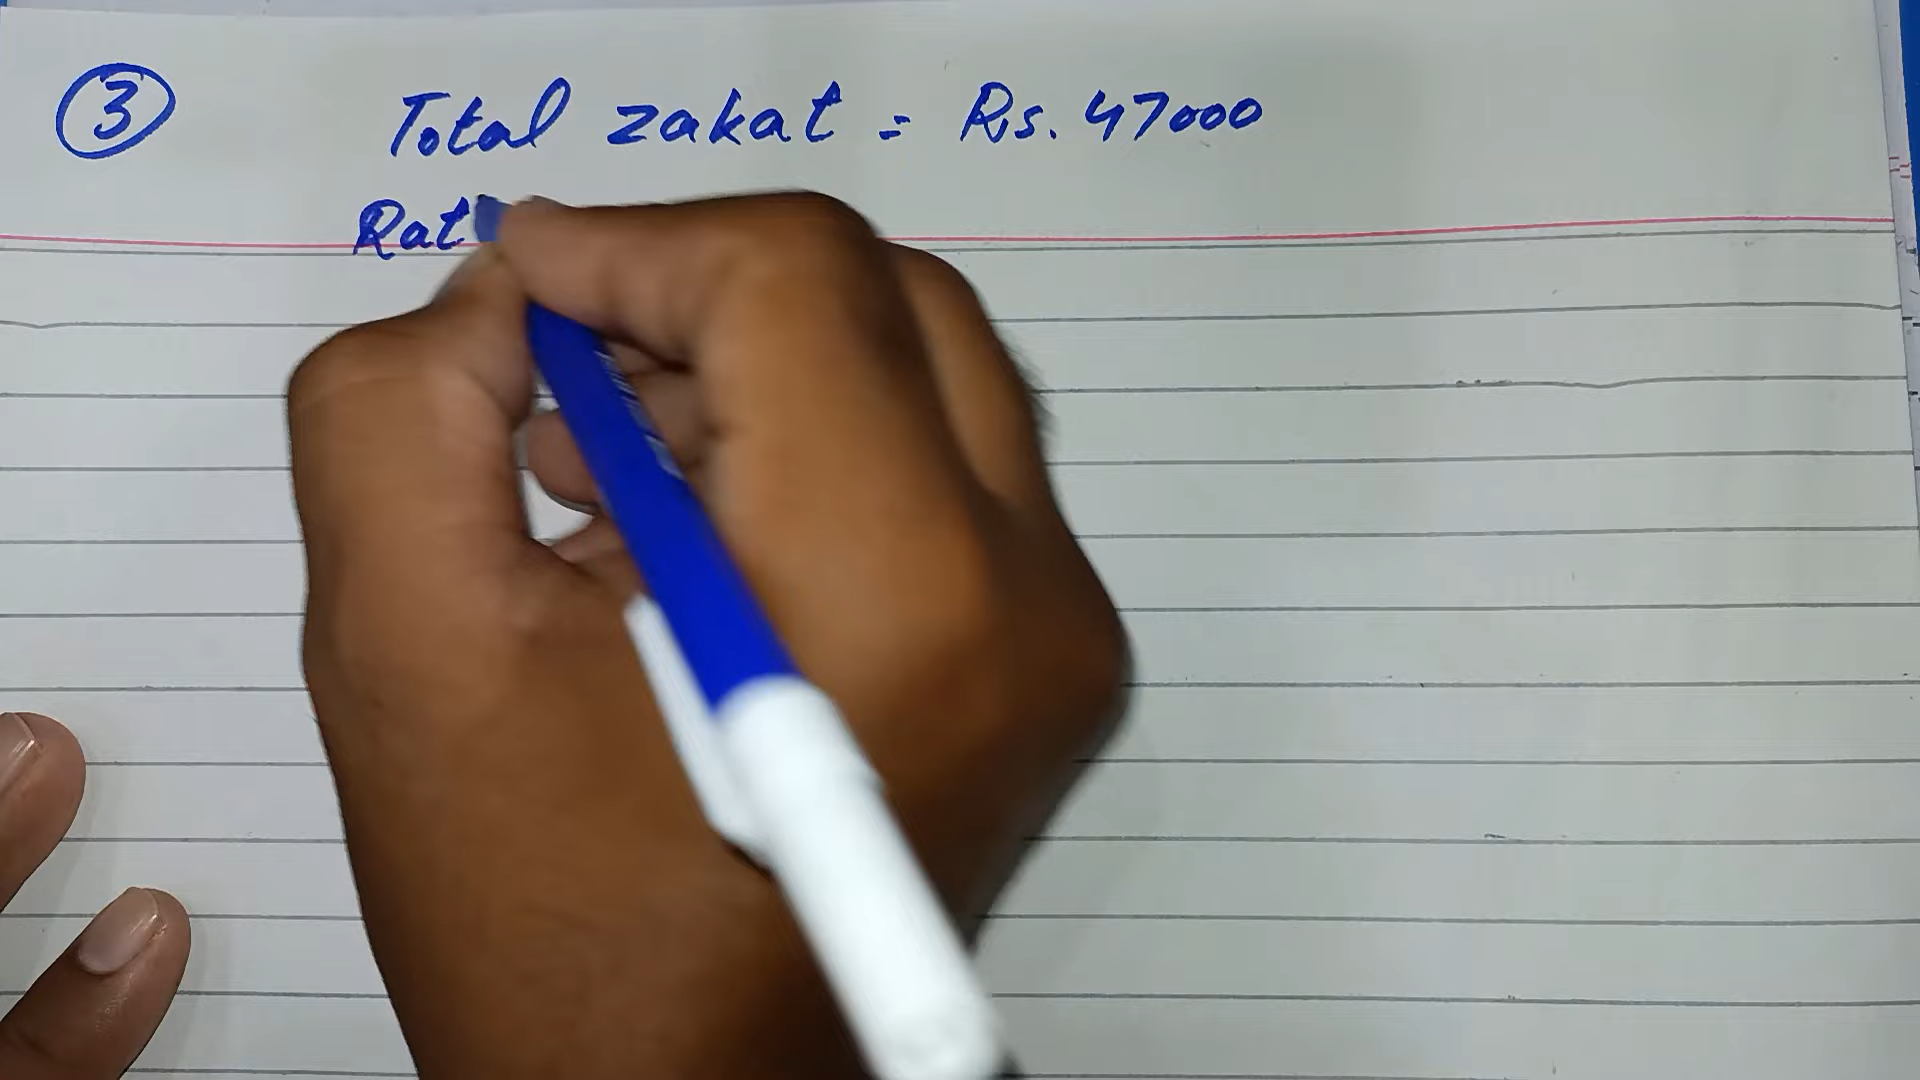 ③ Total zakat = Rs. 47000
Rat